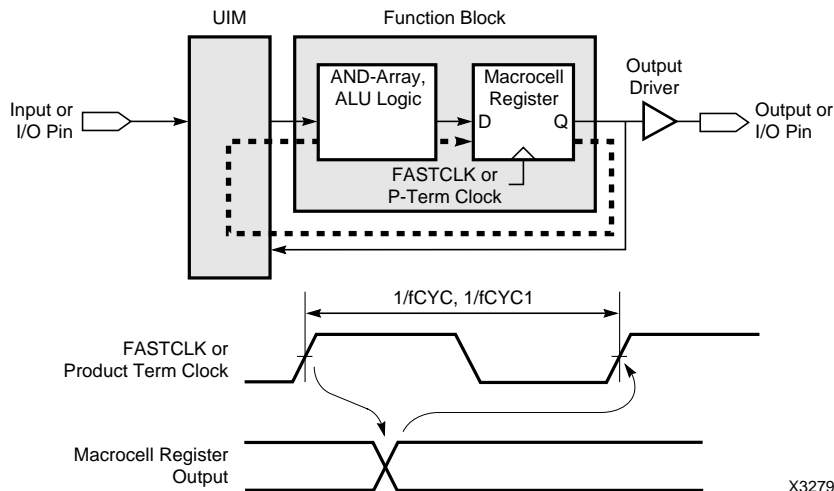 UIM
Function Block
AND-Array,
ALU Logic
Macrocell
Register
Output
Driver
Input or
I/O Pin
D
Q
Output or
I/O Pin
FASTCLK or
P-Term Clock
1/fCYC, 1/fCYC1
FASTCLK or
Product Term Clock
Macrocell Register
Output
X3279